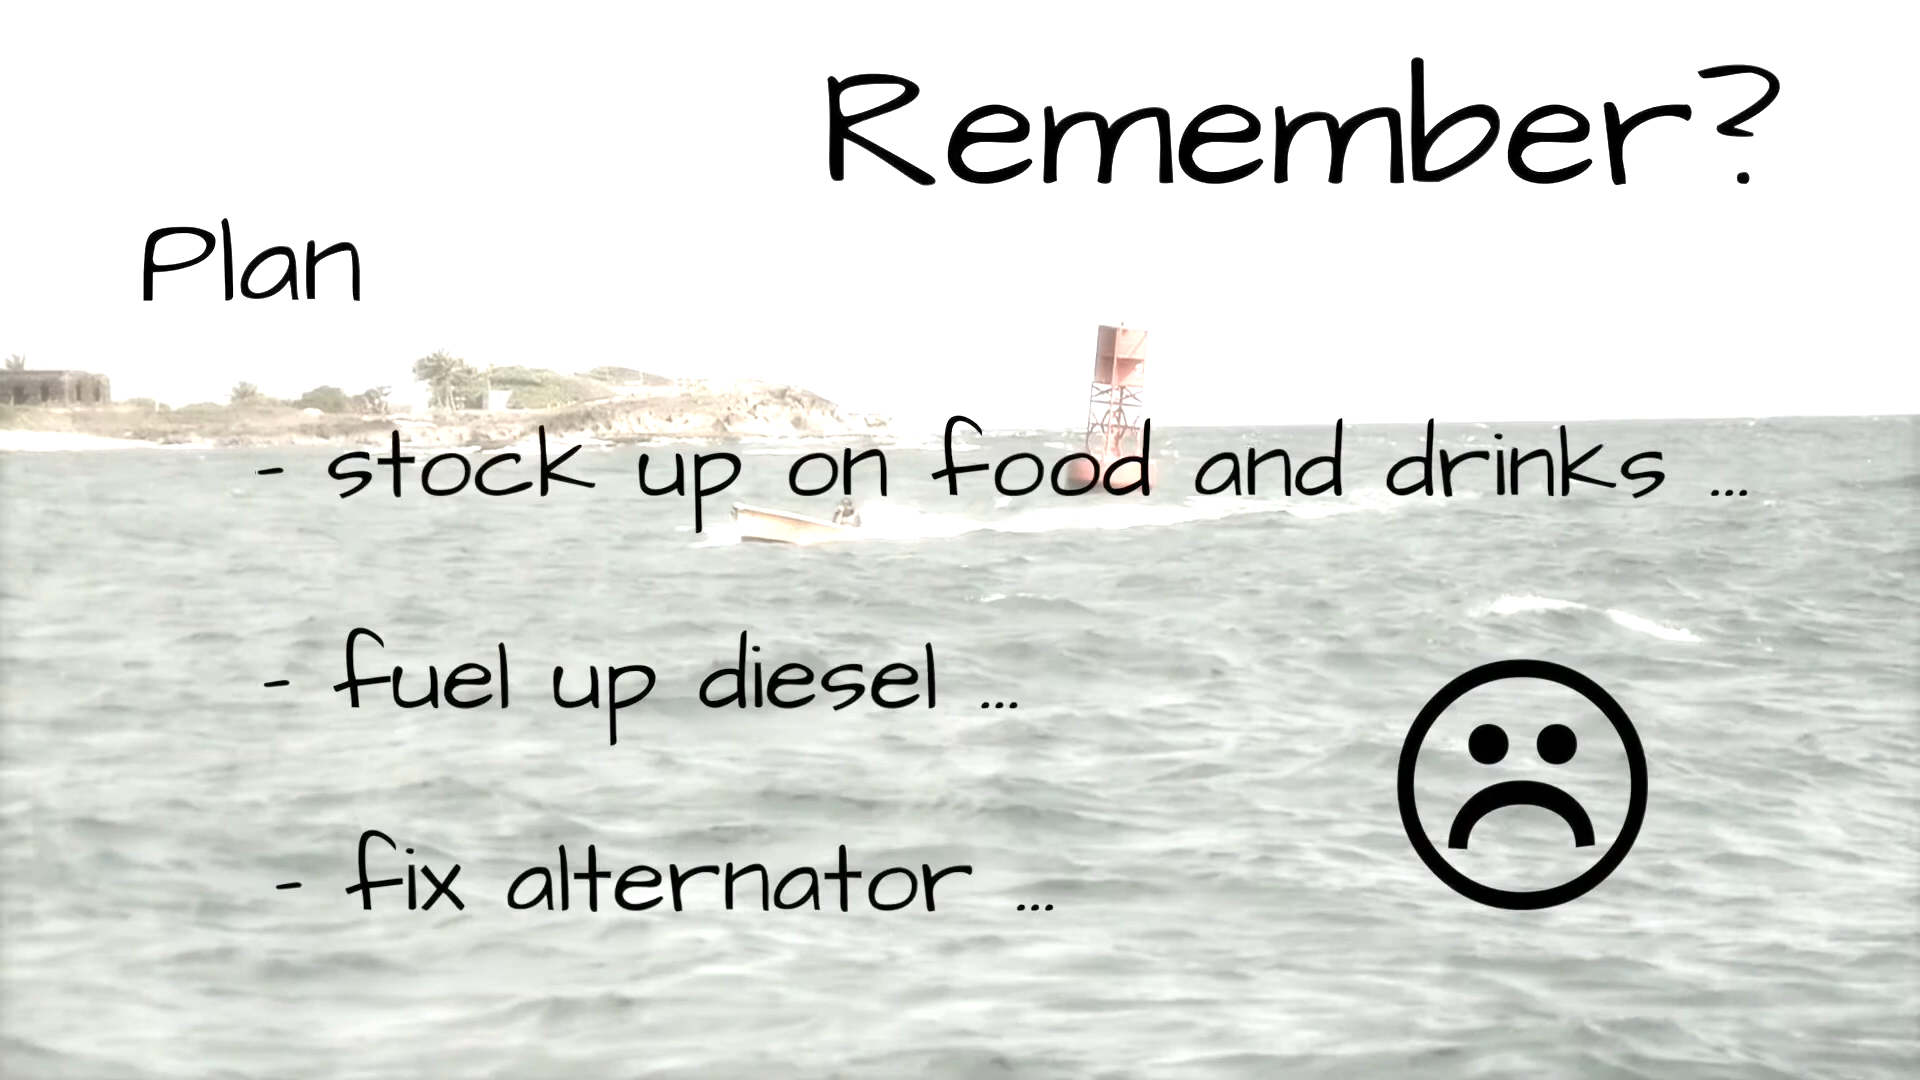 Remember?
Plan
- stock up on food and drinks ...
- fuel up diesel ...
- fix alternator ...